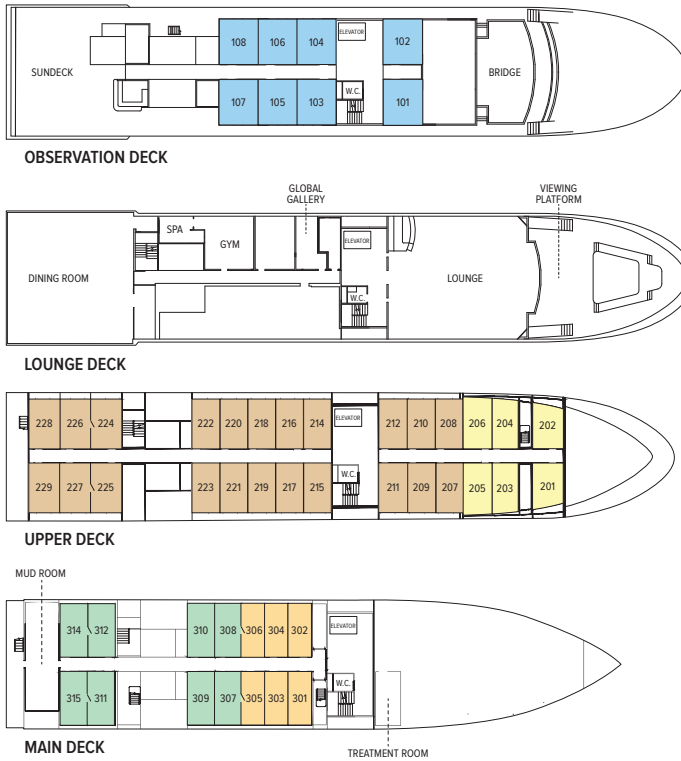 108 106 104 ELEVATOR 102
SUNDECK BRIDGE
W.C.
107 105 103 101
OBSERVATION DECK
GLOBAL
GALLERY
VIEWING
PLATFORM
SPA
GYM ELEVATOR
DINING ROOM LOUNGE
W.C.
LOUNGE DECK
228 226 224 222 220 218 216 214 ELEVATOR 212 210 208 206 204 202
W.C.
229 227 225 223 221 219 217 215 211 209 207 205 203 201
UPPER DECK
MUD ROOM
314 312 310 308 306 304 302 ELEVATOR
W.C.
315 311 309 307 305 303 301
MAIN DECK
TREATMENT ROOM